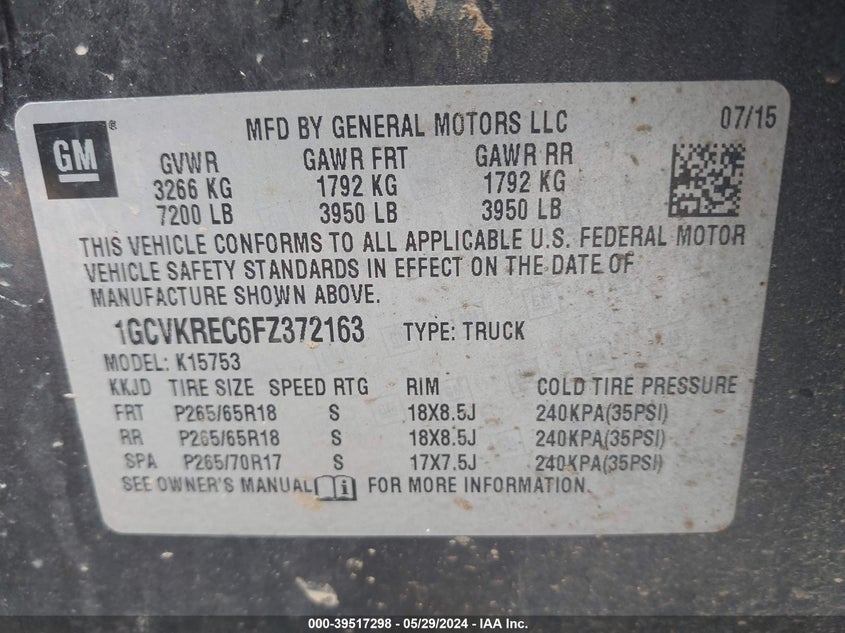 GM ®
MFD BY GENERAL MOTORS LLC
07/15
GVWR GAWR FRT GAWR RR
3266 KG 1792 KG 1792 KG
7200 LB 3950 LB 3950 LB
THIS VEHICLE CONFORMS TO ALL APPLICABLE U.S. FEDERAL MOTOR
VEHICLE SAFETY STANDARDS IN EFFECT ON THE DATE OF
MANUFACTURE SHOWN ABOVE.
1GCVKREC6FZ372163 TYPE: TRUCK
MODEL: K15753
KKJD TIRE SIZE SPEED RTG RIM COLD TIRE PRESSURE
FRT P265/65R18 S 18X8.5J 240KPA(35PSI)
RR P265/65R18 S 18X8.5J 240KPA(35PSI)
SPA P265/70R17 S 17X7.5J 240KPA(35PSI)
SEE OWNER'S MANUAL i FOR MORE INFORMATION.
000-39517298 - 05/29/2024 - IAA Inc.